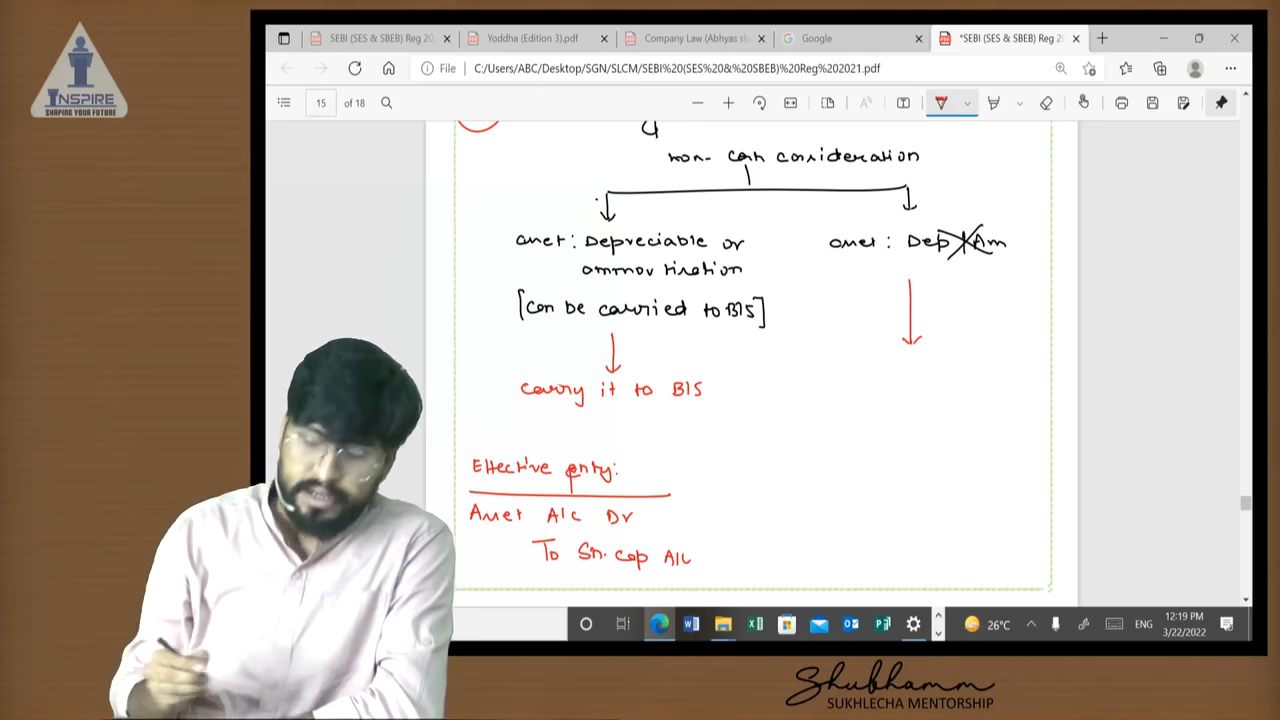 INSPIRE
SHAPING YOUR FUTURE
SEBI (SES & SBEB) Reg 20
Yoddha (Edition 3).pdf
Company Law (Abhyas sh
Google
*SEBI (SES & SBEB) Reg 2
File
C:/Users/ABC/Desktop/SGN/SLCM/SEBI%20(SES%20&%20SBEB)%20Reg%202021.pdf
15 of 18
non-cash consideration
asset: Depreciable or
ammortization
asset: Dep/Am
[Can be carried to B/S]
carry it to B/S
Effective entry:
Asset A/c Dr
To Sh. cap A/c
26°C
ENG
12:19 PM
3/22/2022
Shubhamm
SUKHLECHA MENTORSHIP